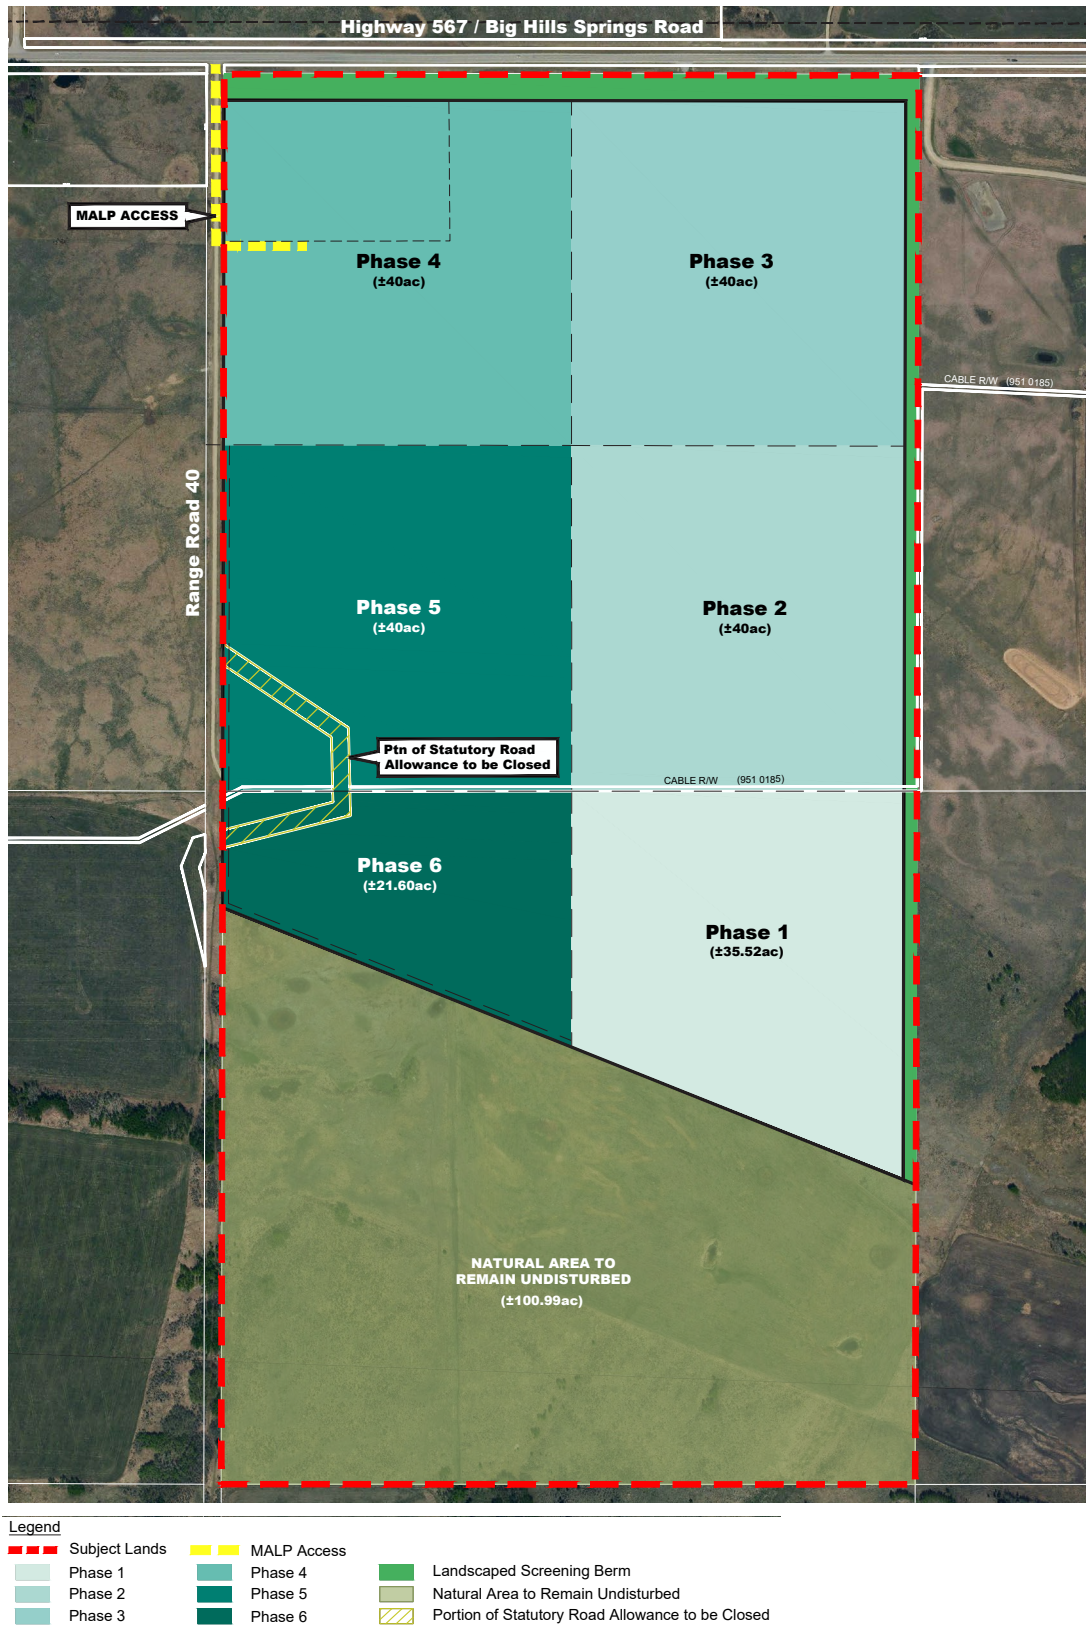 Highway 567 / Big Hills Springs Road
MALP ACCESS
Phase 4
(±40ac)
Phase 3
(±40ac)
CABLE R/W (951 0185)
Range Road 40
Phase 5
(±40ac)
Phase 2
(±40ac)
Ptn of Statutory Road
Allowance to be Closed
CABLE R/W (951 0185)
Phase 6
(±21.60ac)
Phase 1
(±35.52ac)
NATURAL AREA TO
REMAIN UNDISTURBED
(±100.99ac)
Legend
Subject Lands
MALP Access
Phase 1
Phase 4
Landscaped Screening Berm
Phase 2
Phase 5
Natural Area to Remain Undisturbed
Phase 3
Phase 6
Portion of Statutory Road Allowance to be Closed